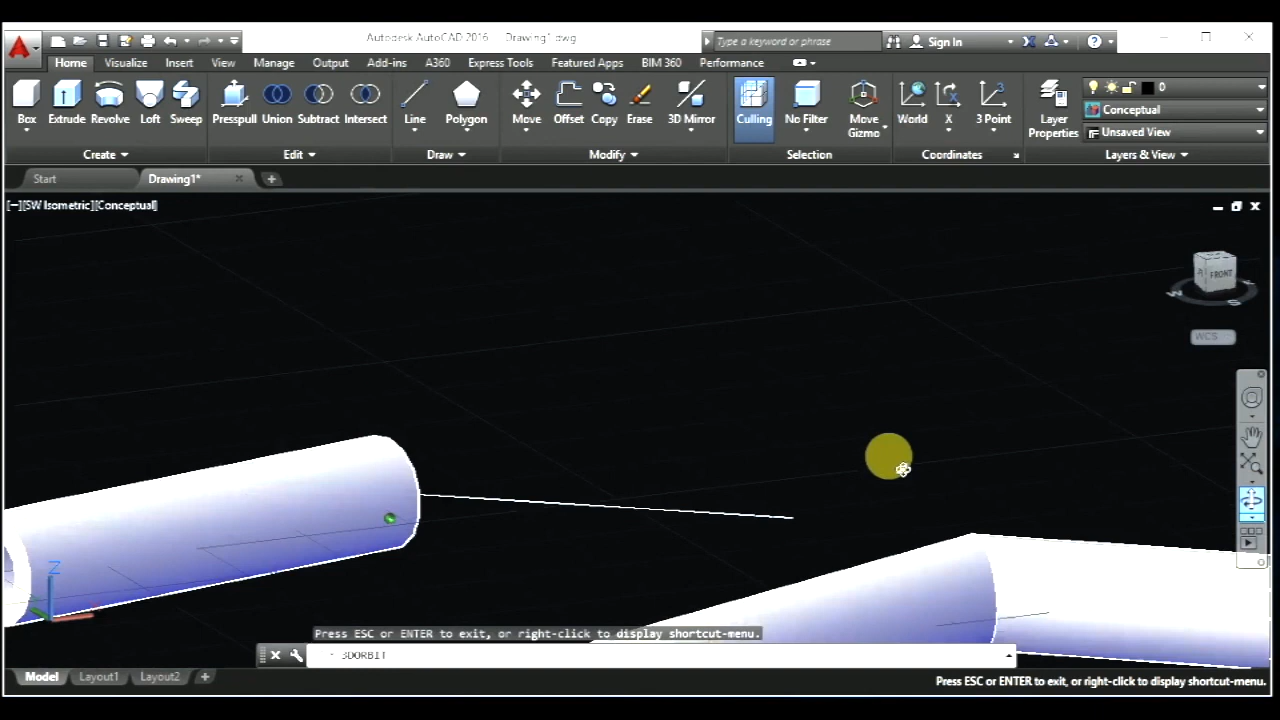 Autodesk AutoCAD 2016 Drawing1.dwg
Type a keyword or phrase
Sign In
Home Visualize Insert View Manage Output Add-ins A360 Express Tools Featured Apps BIM 360 Performance
Box Extrude Revolve Loft Sweep Presspull Union Subtract Intersect Line Polygon Move Offset Copy Erase 3D Mirror Culling No Filter Move Gizmo World X 3 Point Layer Properties
0
Conceptual
Unsaved View
Create Edit Draw Modify Selection Coordinates Layers & View
Start Drawing1*
[−][SW Isometric][Conceptual]
FRONT
W S
WCS
Z
Press ESC or ENTER to exit, or right-click to display shortcut-menu.
3DORBIT
Model Layout1 Layout2 +
Press ESC or ENTER to exit, or right-click to display shortcut-menu.